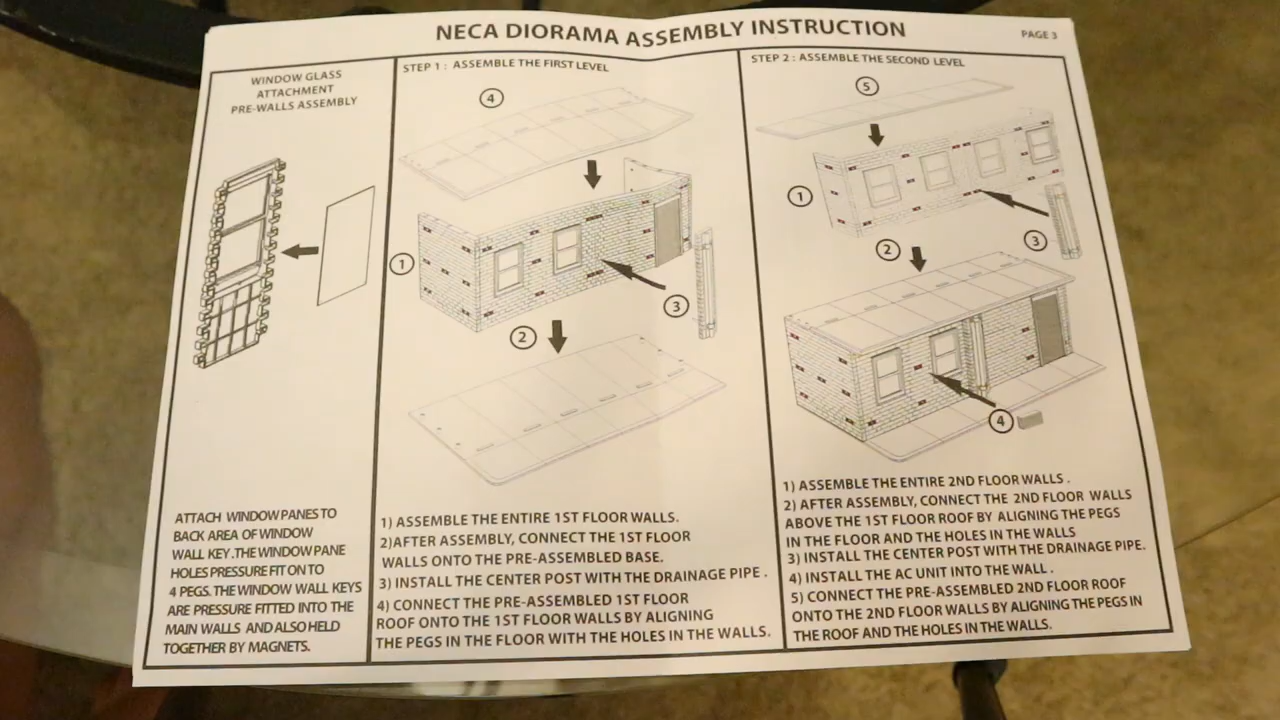 NECA DIORAMA ASSEMBLY INSTRUCTION
PAGE 3
WINDOW GLASS
ATTACHMENT
PRE-WALLS ASSEMBLY
ATTACH WINDOW PANES TO
BACK AREA OF WINDOW
WALL KEY .THE WINDOW PANE
HOLES PRESSURE FIT ON TO
4 PEGS. THE WINDOW WALL KEYS
ARE PRESSURE FITTED INTO THE
MAIN WALLS AND ALSO HELD
TOGETHER BY MAGNETS.
STEP 1 : ASSEMBLE THE FIRST LEVEL
4
1
3
2
1) ASSEMBLE THE ENTIRE 1ST FLOOR WALLS.
2)AFTER ASSEMBLY, CONNECT THE 1ST FLOOR
WALLS ONTO THE PRE-ASSEMBLED BASE.
3) INSTALL THE CENTER POST WITH THE DRAINAGE PIPE .
4) CONNECT THE PRE-ASSEMBLED 1ST FLOOR
ROOF ONTO THE 1ST FLOOR WALLS BY ALIGNING
THE PEGS IN THE FLOOR WITH THE HOLES IN THE WALLS.
STEP 2 : ASSEMBLE THE SECOND LEVEL
5
1
3
2
4
1) ASSEMBLE THE ENTIRE 2ND FLOOR WALLS .
2) AFTER ASSEMBLY, CONNECT THE 2ND FLOOR WALLS
ABOVE THE 1ST FLOOR ROOF BY ALIGNING THE PEGS
IN THE FLOOR AND THE HOLES IN THE WALLS
3) INSTALL THE CENTER POST WITH THE DRAINAGE PIPE.
4) INSTALL THE AC UNIT INTO THE WALL .
5) CONNECT THE PRE-ASSEMBLED 2ND FLOOR ROOF
ONTO THE 2ND FLOOR WALLS BY ALIGNING THE PEGS IN
THE ROOF AND THE HOLES IN THE WALLS.